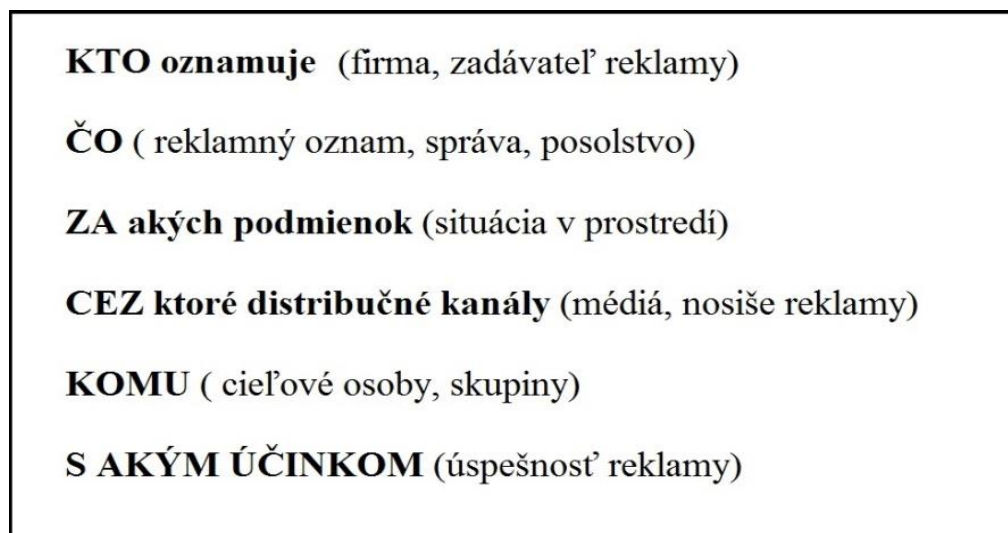 KTO oznamuje (firma, zadávateľ reklamy)
ČO ( reklamný oznam, správa, posolstvo)
ZA akých podmienok (situácia v prostredí)
CEZ ktoré distribučné kanály (médiá, nosiše reklamy)
KOMU ( cieľové osoby, skupiny)
S AKÝM ÚČINKOM (úspešnosť reklamy)